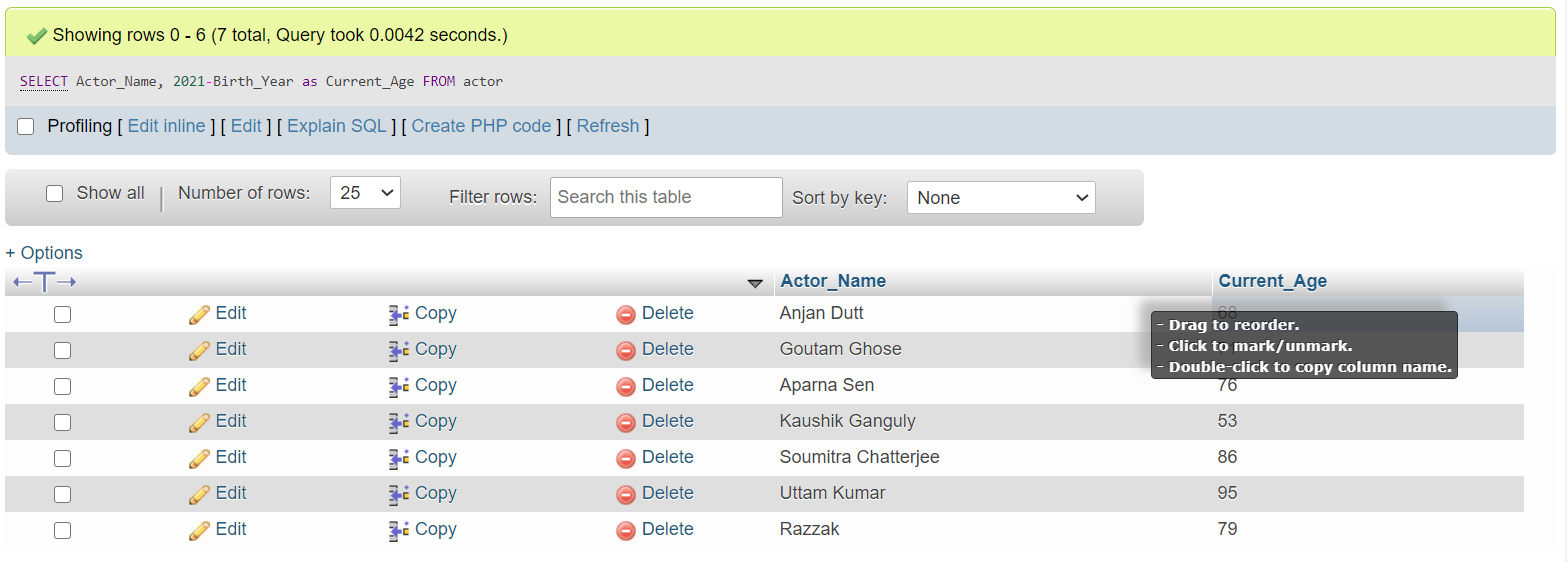 Showing rows 0 - 6 (7 total, Query took 0.0042 seconds.)
SELECT Actor_Name, 2021-Birth_Year as Current_Age FROM actor
Profiling [ Edit inline ] [ Edit ] [ Explain SQL ] [ Create PHP code ] [ Refresh ]
Show all | Number of rows: 25 Filter rows: Search this table Sort by key: None
+ Options
←T→ Actor_Name Current_Age
Edit Copy Delete Anjan Dutt 68
- Drag to reorder.
Edit Copy Delete Goutam Ghose
- Click to mark/unmark.
- Double-click to copy column name.
Edit Copy Delete Aparna Sen 76
Edit Copy Delete Kaushik Ganguly 53
Edit Copy Delete Soumitra Chatterjee 86
Edit Copy Delete Uttam Kumar 95
Edit Copy Delete Razzak 79